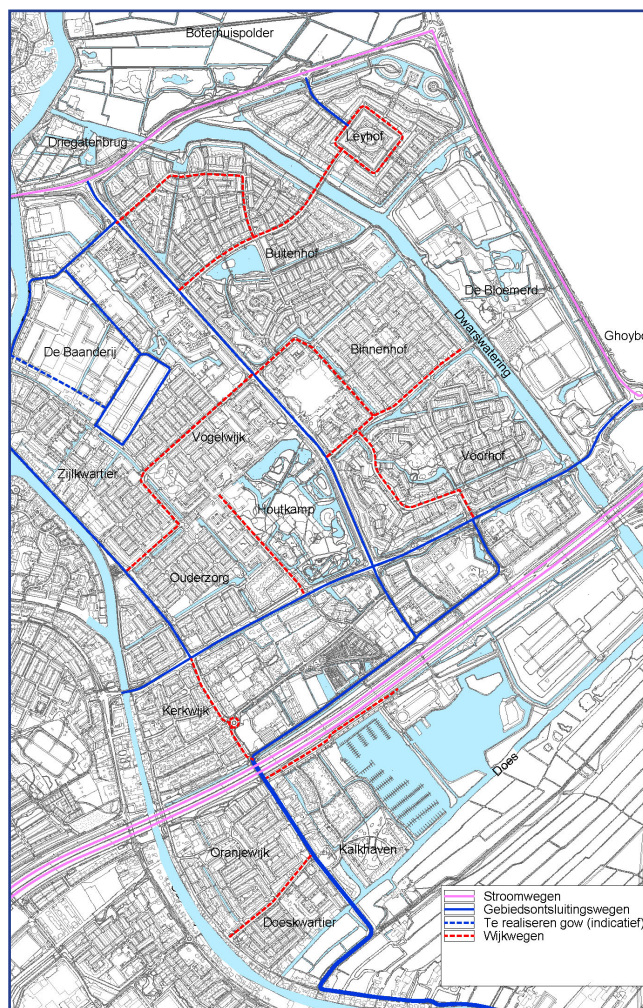 Boterhuispolder
Driegatenbrug
Leyhof
Buitenhof
De Bloemerd
Dwarswatering
Ghoybo
De Baanderij
Binnenhof
Vogelwijk
Voorhof
Zijlkwartier
Houtkamp
Ouderzorg
Kerkwijk
Does
Oranjewijk
Kalkhaven
Doeskwartier
Stroomwegen
Gebiedsontsluitingswegen
Te realiseren gow (indicatief)
Wijkwegen